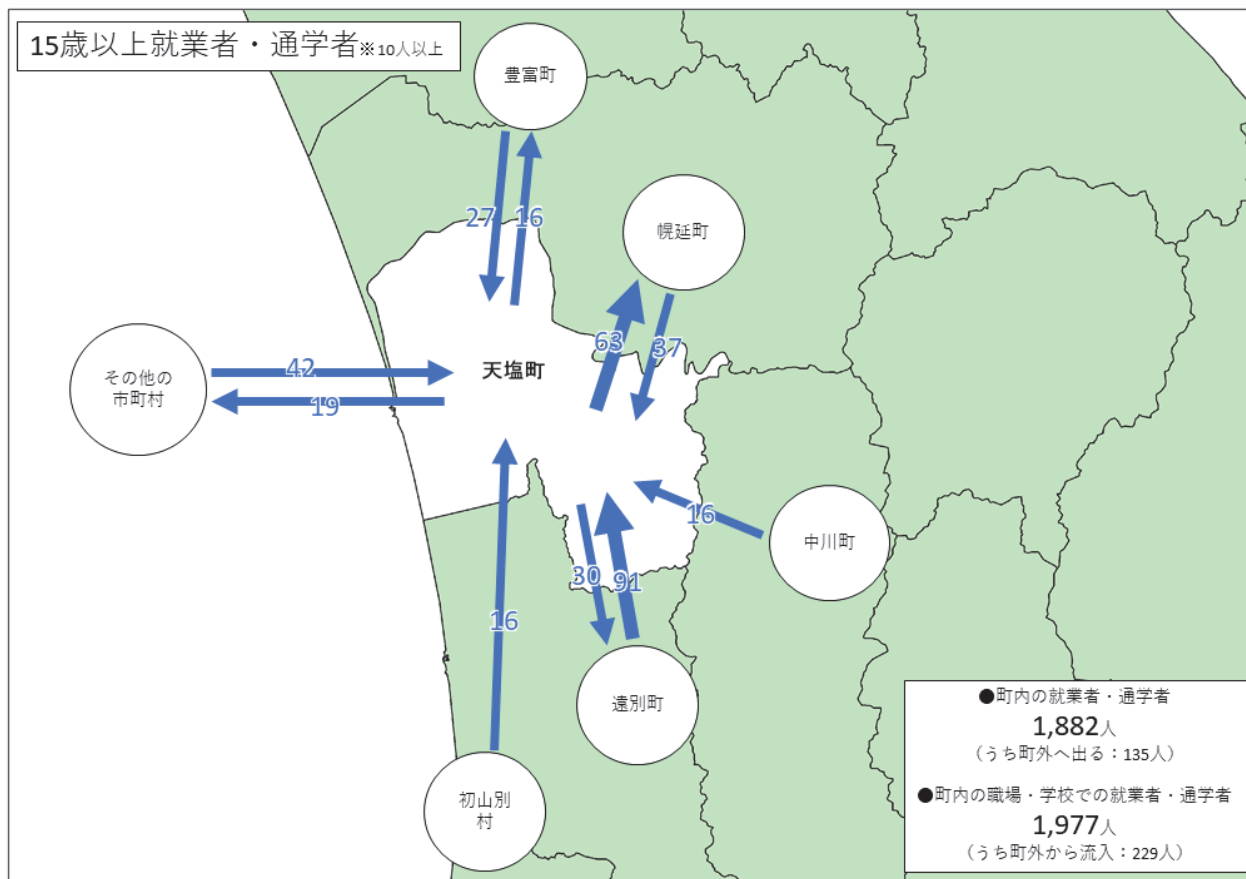 15歳以上就業者・通学者※10人以上
豊富町
27
16
幌延町
63
37
天塩町
その他の
市町村
42
19
16
中川町
30
91
16
遠別町
初山別
村
●町内の就業者・通学者
1,882人
（うち町外へ出る：135人）
●町内の職場・学校での就業者・通学者
1,977人
（うち町外から流入：229人）